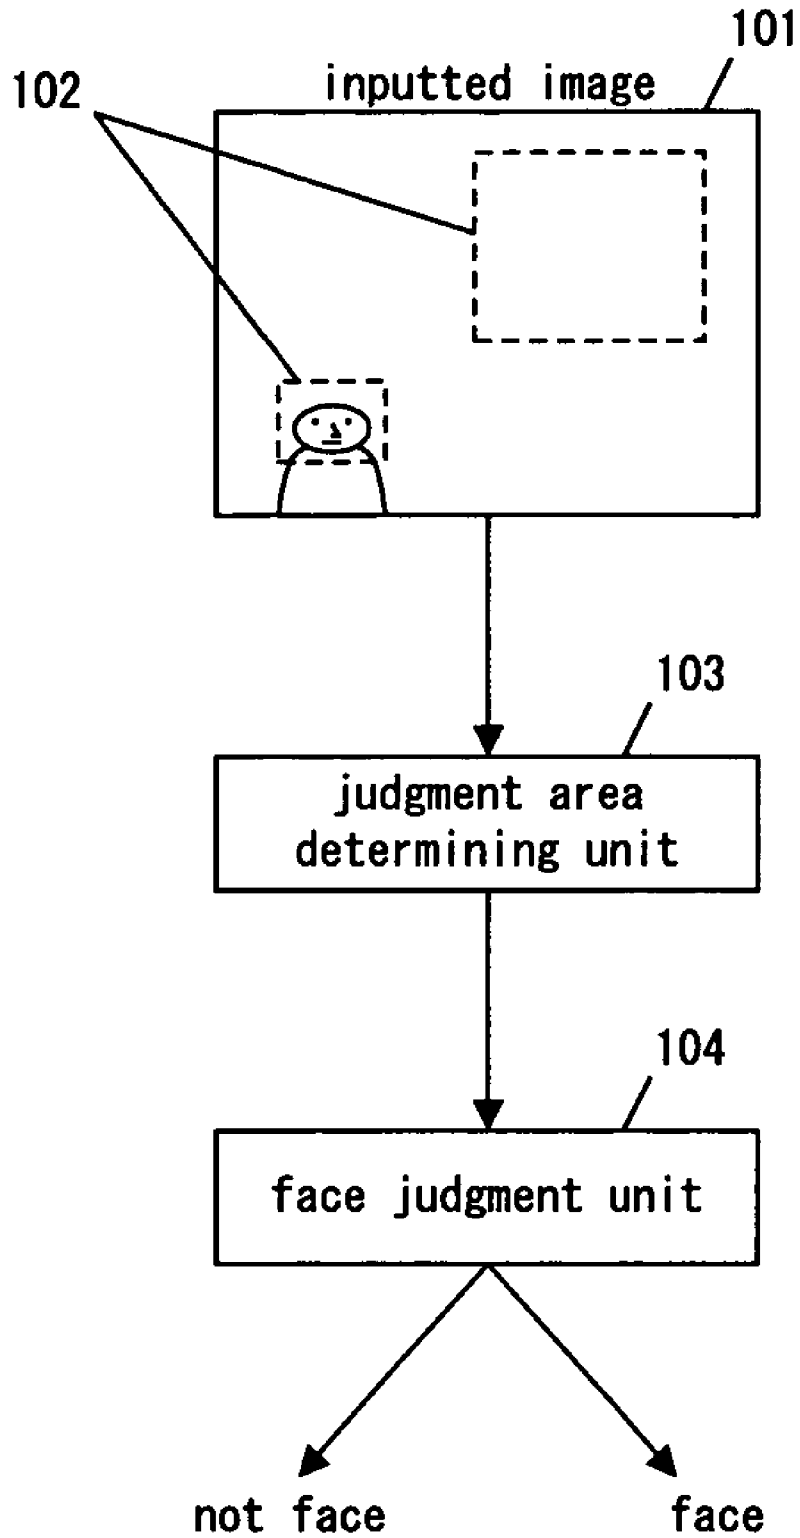 101
inputted image
102
103
judgment area
determining unit
104
face judgment unit
not face
face